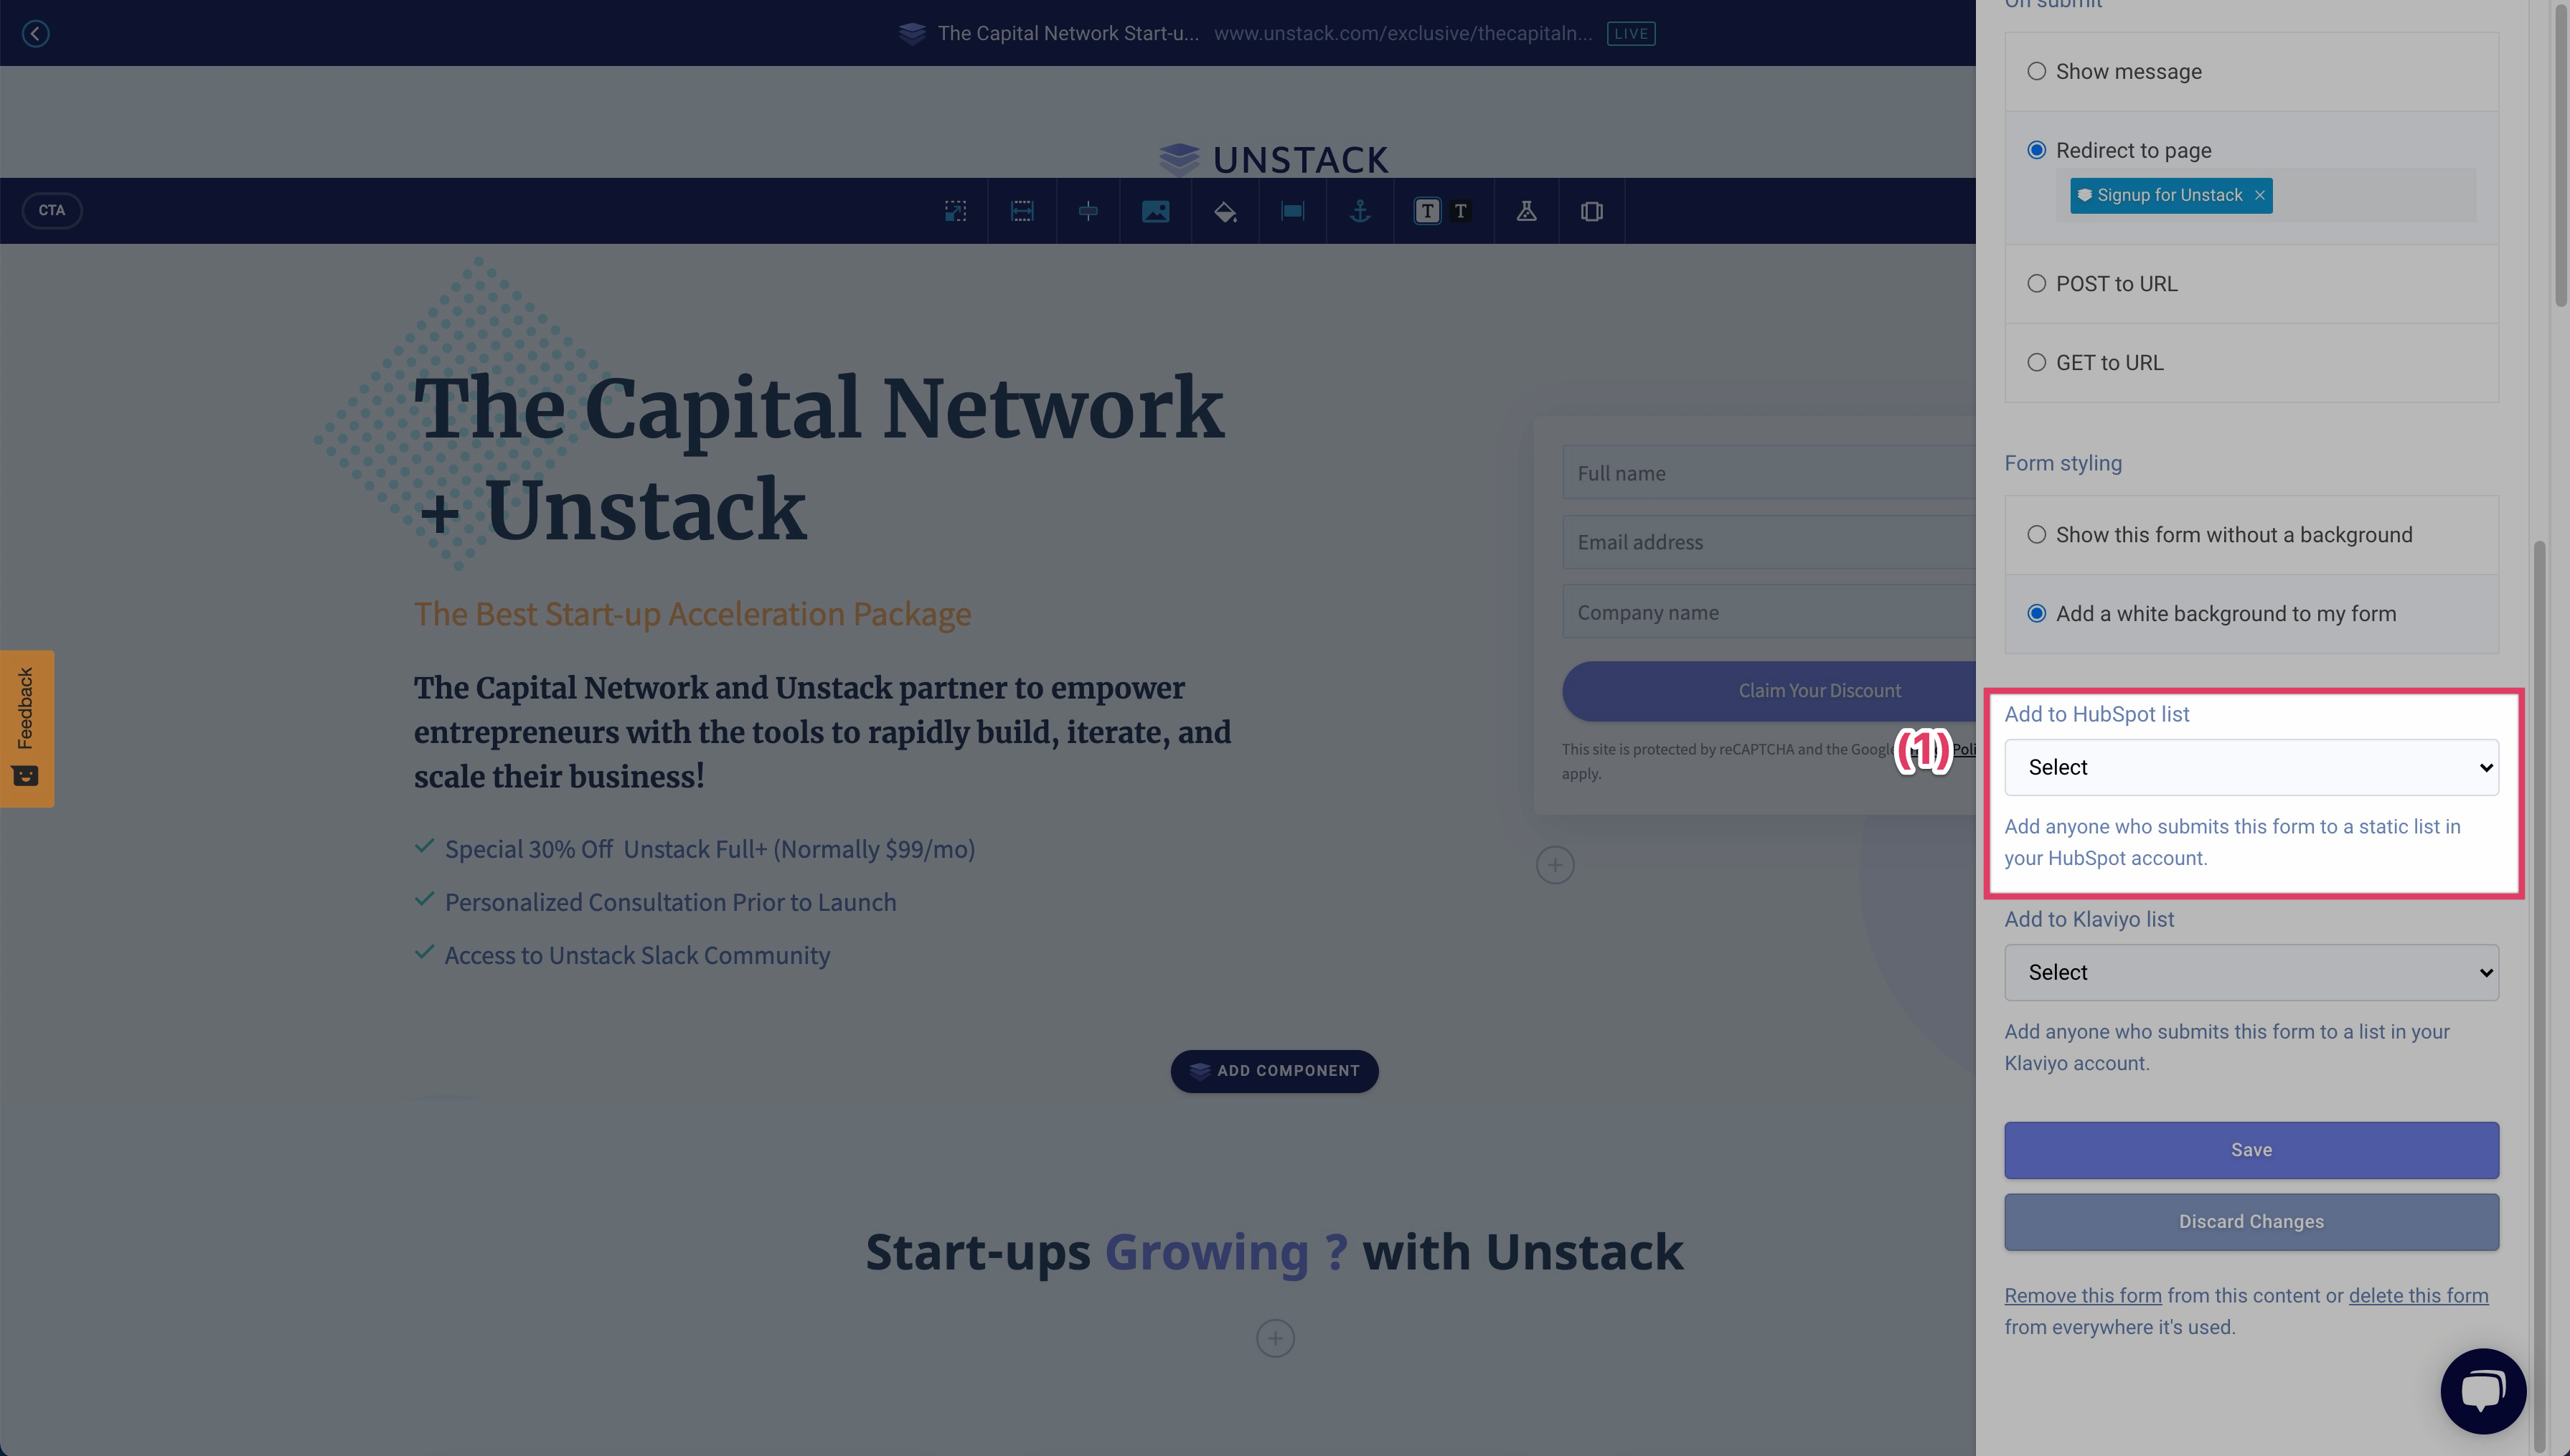 The Capital Network Start-u... www.unstack.com/exclusive/thecapitaln... LIVE
UNSTACK
CTA
T T
The Capital Network
+ Unstack
The Best Start-up Acceleration Package
The Capital Network and Unstack partner to empower
entrepreneurs with the tools to rapidly build, iterate, and
scale their business!
Special 30% Off Unstack Full+ (Normally $99/mo)
Personalized Consultation Prior to Launch
Access to Unstack Slack Community
Feedback
Full name
Email address
Company name
Claim Your Discount
This site is protected by reCAPTCHA and the Google
apply.
(1)
ADD COMPONENT
Start-ups Growing ? with Unstack
On submit
Show message
Redirect to page
Signup for Unstack ×
POST to URL
GET to URL
Form styling
Show this form without a background
Add a white background to my form
Add to HubSpot list
Select
Add anyone who submits this form to a static list in
your HubSpot account.
Add to Klaviyo list
Select
Add anyone who submits this form to a list in your
Klaviyo account.
Save
Discard Changes
Remove this form from this content or delete this form
from everywhere it's used.